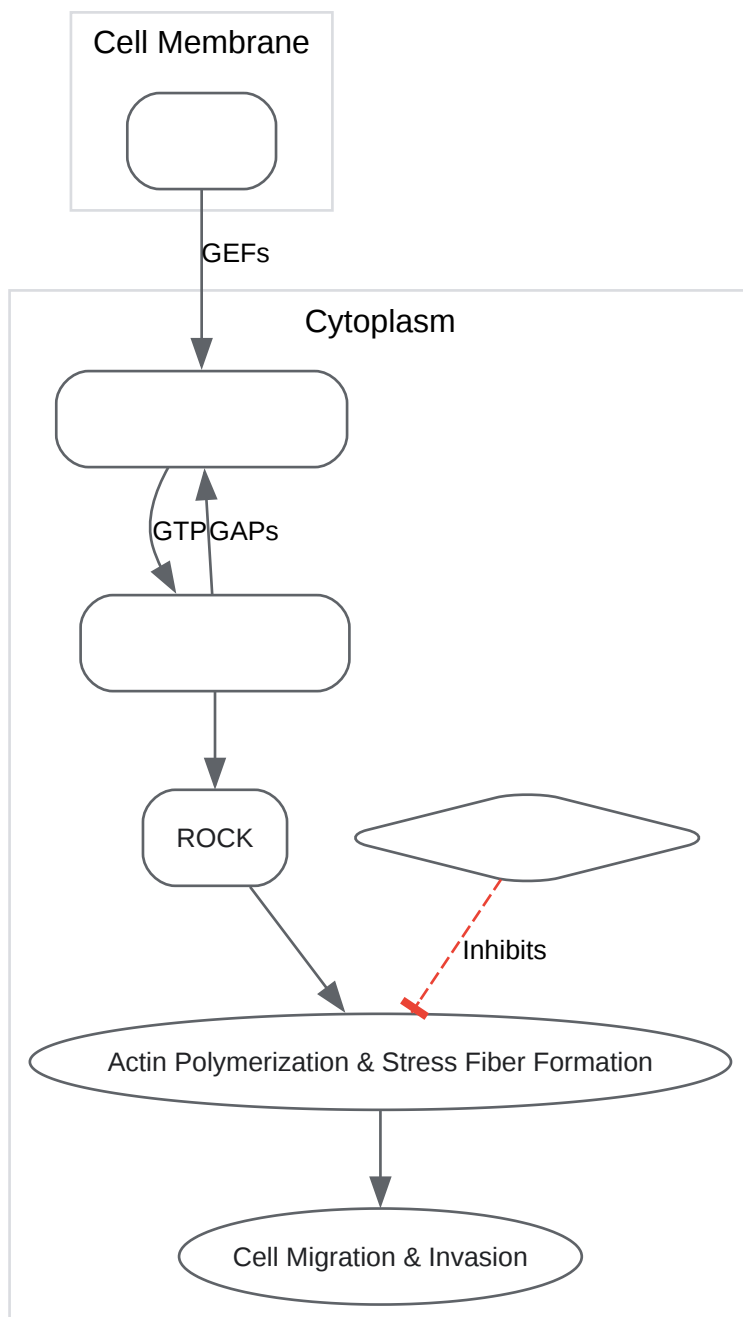 Cell Membrane
GEFs
Cytoplasm
GTP
GAPs
ROCK
Inhibits
Actin Polymerization & Stress Fiber Formation
Cell Migration & Invasion